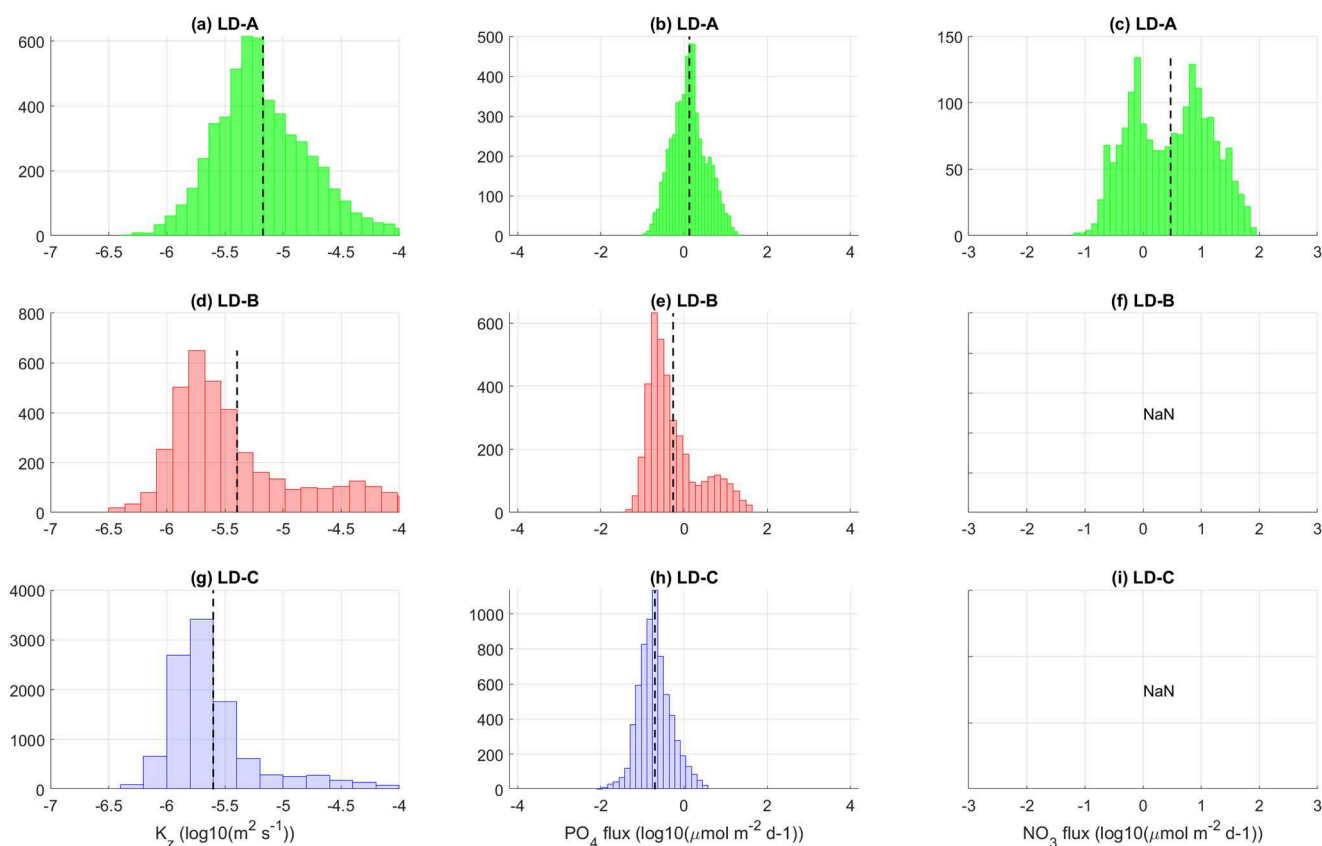 (a) LD-A
600
400
200
0
-7 -6.5 -6 -5.5 -5 -4.5 -4
(b) LD-A
500
400
300
200
100
0
-4 -2 0 2 4
(c) LD-A
150
100
50
0
-3 -2 -1 0 1 2 3
(d) LD-B
800
600
400
200
0
-7 -6.5 -6 -5.5 -5 -4.5 -4
(e) LD-B
600
400
200
0
-4 -2 0 2 4
(f) LD-B
NaN
-3 -2 -1 0 1 2 3
(g) LD-C
4000
3000
2000
1000
0
-7 -6.5 -6 -5.5 -5 -4.5 -4
K_z (log10(m² s⁻¹))
(h) LD-C
1000
800
600
400
200
0
-4 -2 0 2 4
PO₄ flux (log10(μmol m⁻² d-1))
(i) LD-C
NaN
-3 -2 -1 0 1 2 3
NO₃ flux (log10(μmol m⁻² d-1))